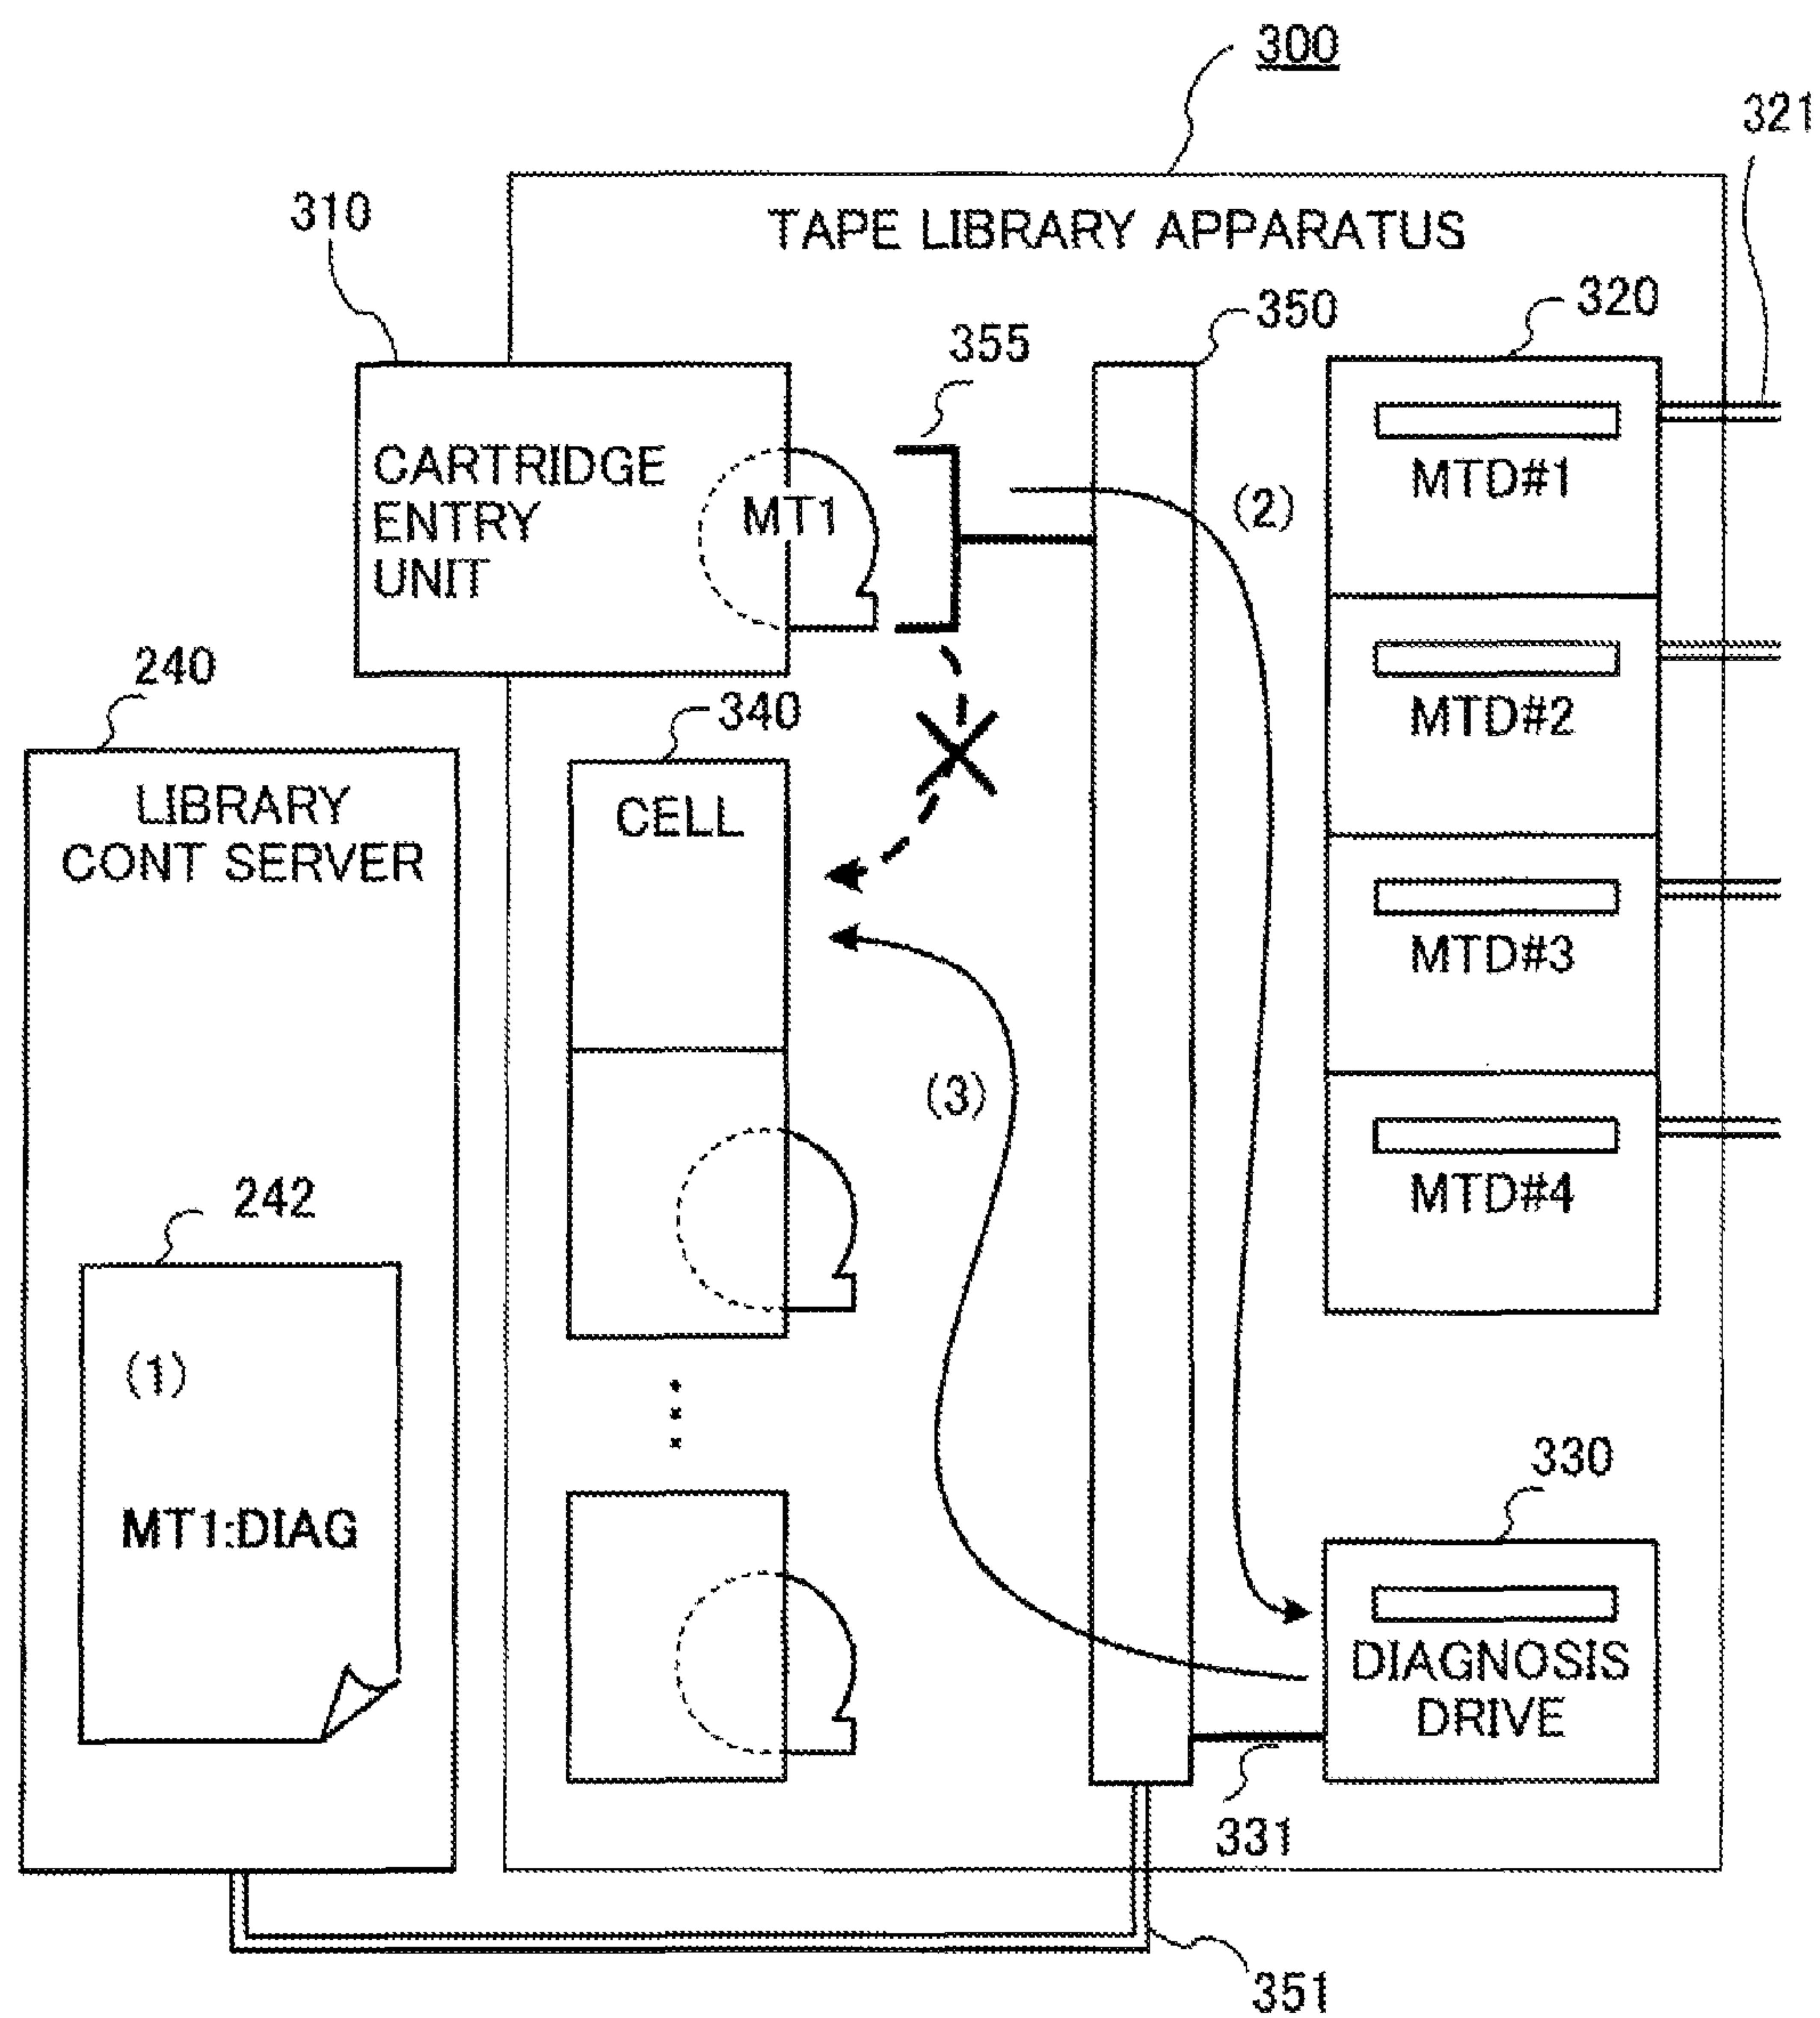 300
321
310
TAPE LIBRARY APPARATUS
350
320
355
CARTRIDGE
ENTRY
UNIT
MT1
(2)
MTD#1
240
340
MTD#2
LIBRARY
CONT SERVER
CELL
MTD#3
(3)
242
MTD#4
(1)
330
MT1:DIAG
DIAGNOSIS
DRIVE
331
351